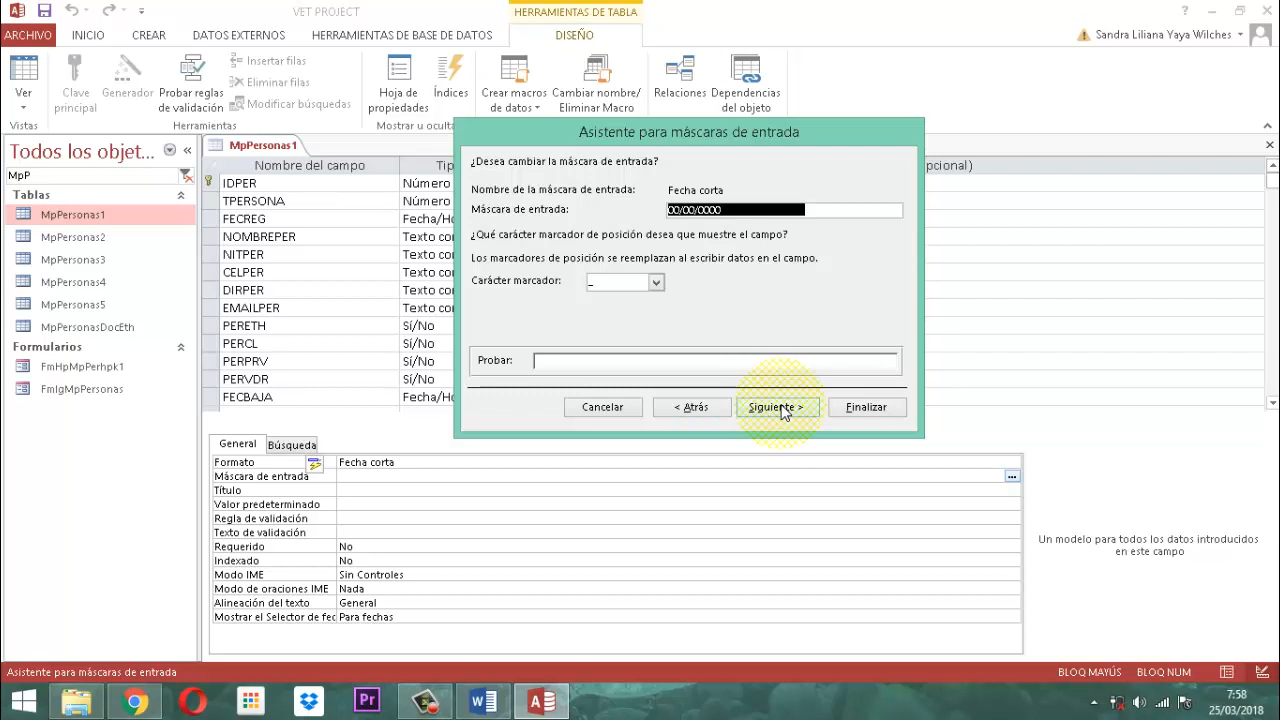 VET PROJECT
HERRAMIENTAS DE TABLA
ARCHIVO INICIO CREAR DATOS EXTERNOS HERRAMIENTAS DE BASE DE DATOS DISEÑO
Sandra Liliana Yaya Wilches
Ver
Clave principal
Generador
Probar reglas de validación
Insertar filas
Eliminar filas
Modificar búsquedas
Hoja de propiedades
Índices
Crear macros de datos
Cambiar nombre/ Eliminar Macro
Relaciones
Dependencias del objeto
Vistas
Herramientas
Mostrar u ocult
Todos los objet...
MpP
Tablas
MpPersonas1
MpPersonas2
MpPersonas3
MpPersonas4
MpPersonas5
MpPersonasDocEth
Formularios
FmHpMpPerhpk1
FmIgMpPersonas
MpPersonas1
Nombre del campo Tip pcional)
IDPER Número
TPERSONA Número
FECREG Fecha/Ho
NOMBREPER Texto cor
NITPER Texto cor
CELPER Texto cor
DIRPER Texto cor
EMAILPER Texto cor
PERETH Sí/No
PERCL Sí/No
PERPRV Sí/No
PERVDR Sí/No
FECBAJA Fecha/Ho
Asistente para máscaras de entrada
¿Desea cambiar la máscara de entrada?
Nombre de la máscara de entrada: Fecha corta
Máscara de entrada: 00/00/0000
¿Qué carácter marcador de posición desea que muestre el campo?
Los marcadores de posición se reemplazan al escribir datos en el campo.
Carácter marcador: _
Probar:
Cancelar < Atrás Siguiente > Finalizar
General Búsqueda
Formato Fecha corta
Máscara de entrada
Título
Valor predeterminado
Regla de validación
Texto de validación
Requerido No
Indexado No
Modo IME Sin Controles
Modo de oraciones IME Nada
Alineación del texto General
Mostrar el Selector de fec Para fechas
Un modelo para todos los datos introducidos
en este campo
Asistente para máscaras de entrada BLOQ MAYÚS BLOQ NUM
Pr
7:58
25/03/2018